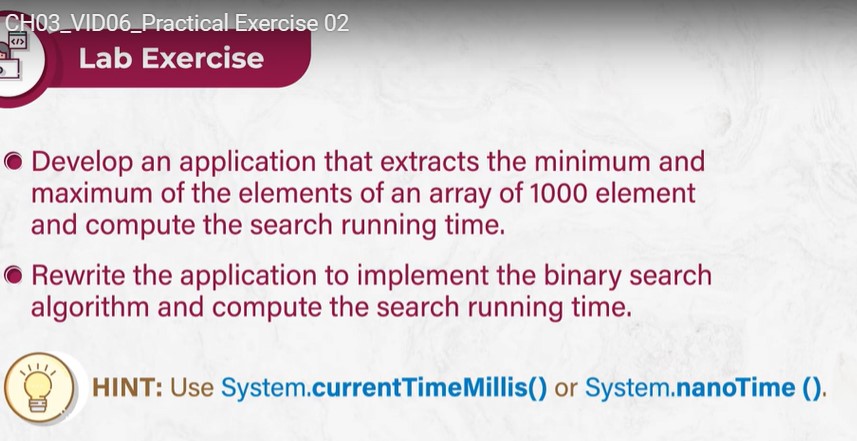 CH03_VID06_Practical Exercise 02
</>
Lab Exercise
Develop an application that extracts the minimum and
maximum of the elements of an array of 1000 element
and compute the search running time.
Rewrite the application to implement the binary search
algorithm and compute the search running time.
HINT: Use System.currentTimeMillis() or System.nanoTime ().